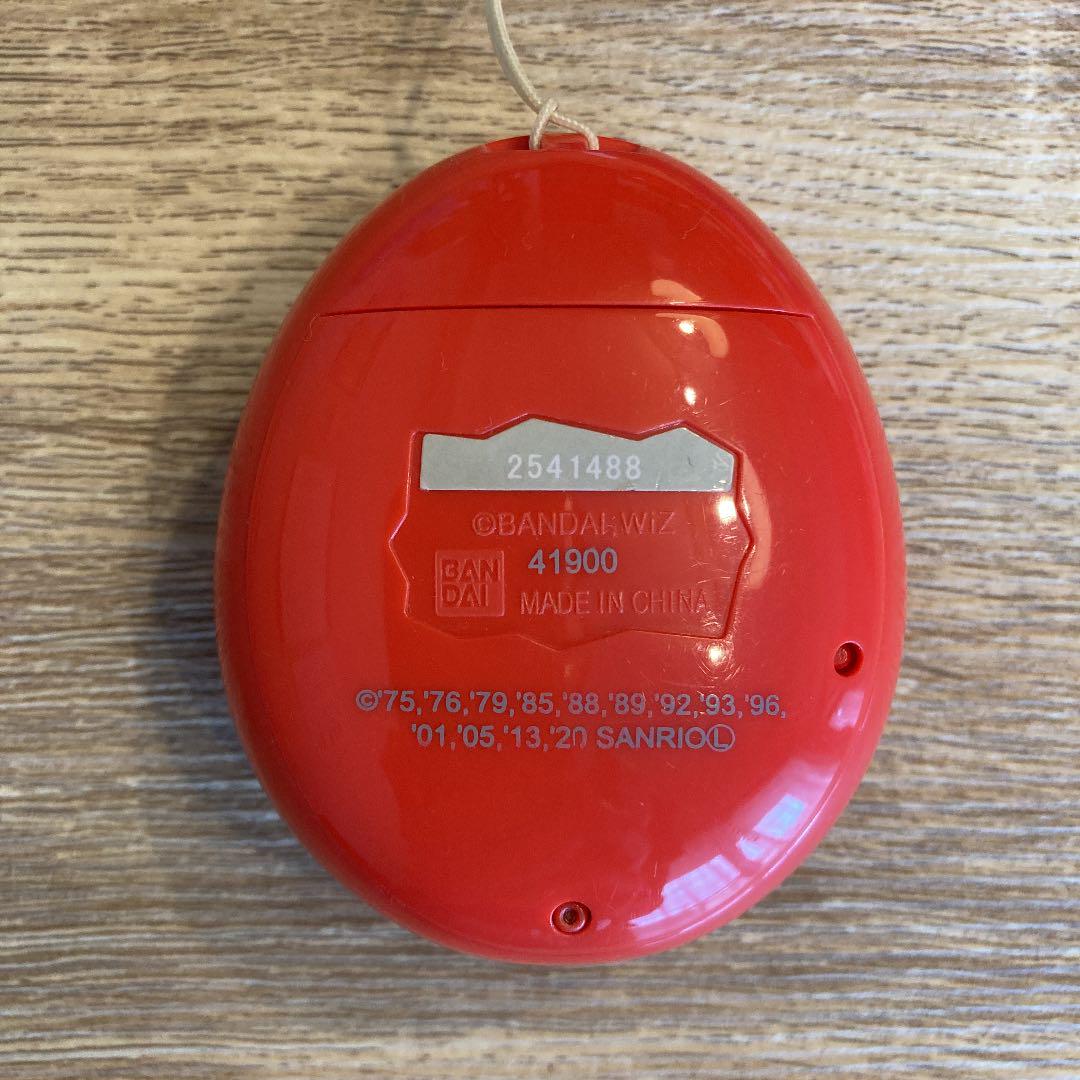 2541488
©BANDAI,WiZ
BAN
DAI
41900
MADE IN CHINA
©'75,'76,'79,'85,'88,'89,'92,'93,'96,
'01,'05,'13,'20 SANRIOⓁ